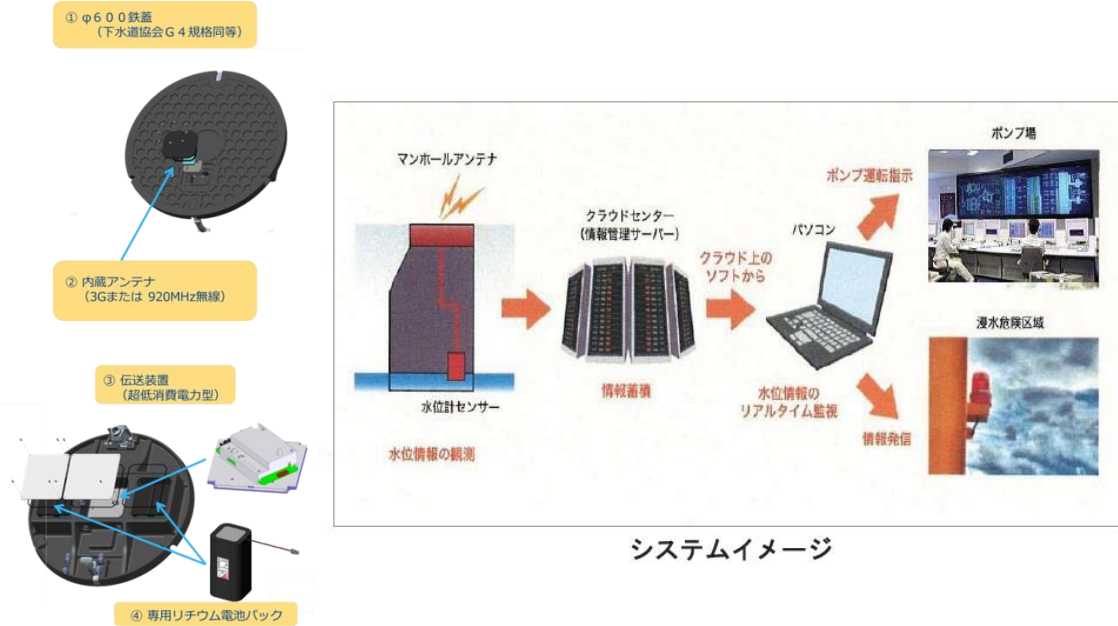 ① φ６００鉄蓋
（下水道協会Ｇ４規格同等）
② 内蔵アンテナ
（3Gまたは 920MHz無線）
③ 伝送装置
（超低消費電力型）
④ 専用リチウム電池パック
マンホールアンテナ
水位計センサー
水位情報の観測
クラウドセンター
（情報管理サーバー）
情報蓄積
クラウド上の
ソフトから
パソコン
水位情報の
リアルタイム監視
ポンプ運転指示
ポンプ場
浸水危険区域
情報発信
システムイメージ